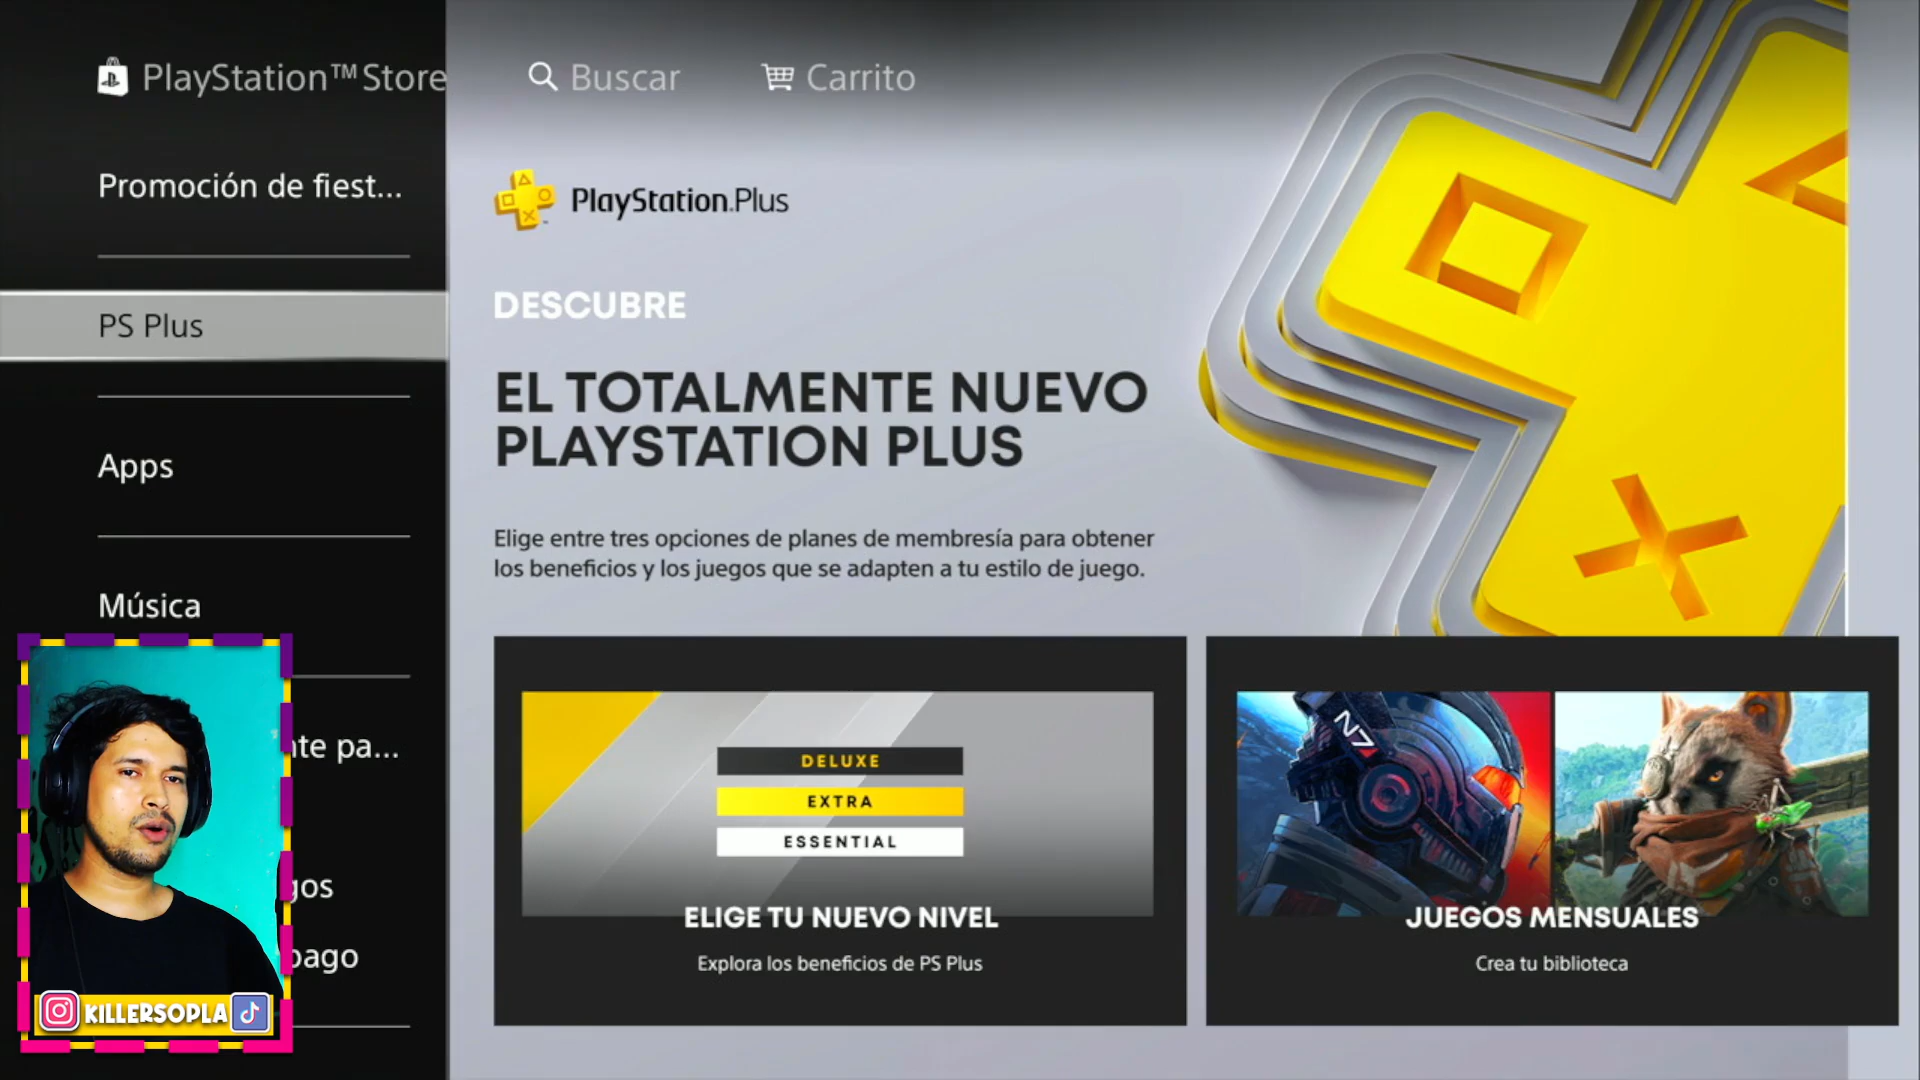 PlayStation™Store
Buscar
Carrito
Promoción de fiest...
PS Plus
Apps
Música
PlayStation.Plus
DESCUBRE
EL TOTALMENTE NUEVO
PLAYSTATION PLUS
Elige entre tres opciones de planes de membresía para obtener
los beneficios y los juegos que se adapten a tu estilo de juego.
DELUXE
EXTRA
ESSENTIAL
ELIGE TU NUEVO NIVEL
Explora los beneficios de PS Plus
N7
JUEGOS MENSUALES
Crea tu biblioteca
pa...
KILLERSOPLA